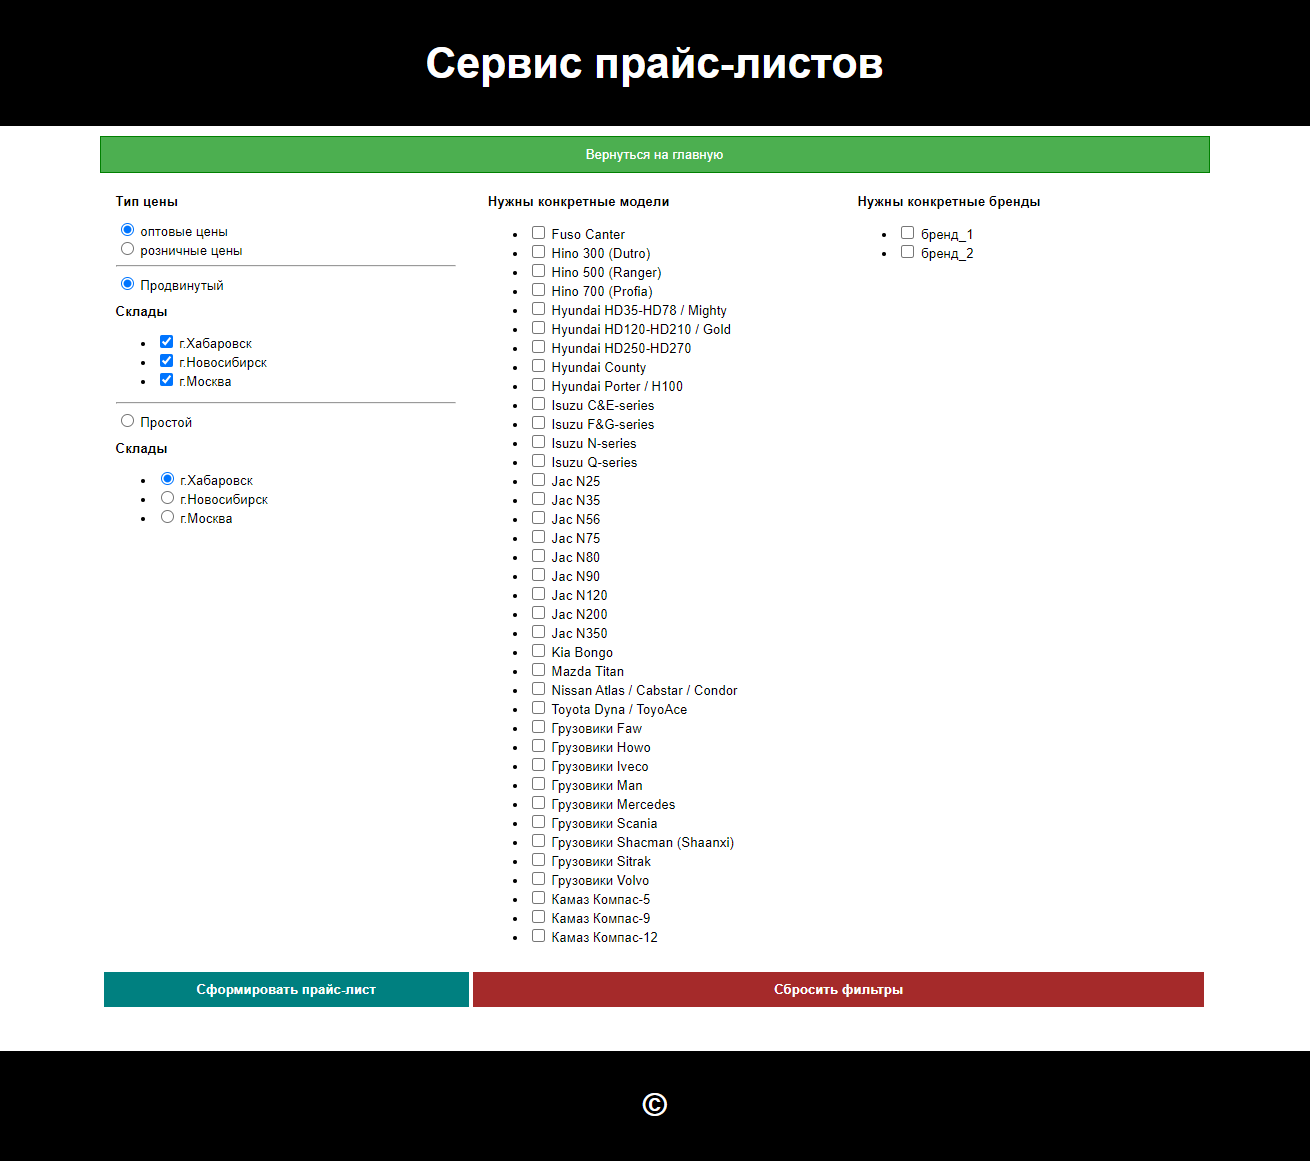 Сервис прайс-листов
Вернуться на главную
Тип цены
оптовые цены
розничные цены
Продвинутый
Склады
г.Хабаровск
г.Новосибирск
г.Москва
Простой
Склады
г.Хабаровск
г.Новосибирск
г.Москва
Нужны конкретные модели
Fuso Canter
Hino 300 (Dutro)
Hino 500 (Ranger)
Hino 700 (Profia)
Hyundai HD35-HD78 / Mighty
Hyundai HD120-HD210 / Gold
Hyundai HD250-HD270
Hyundai County
Hyundai Porter / H100
Isuzu C&E-series
Isuzu F&G-series
Isuzu N-series
Isuzu Q-series
Jac N25
Jac N35
Jac N56
Jac N75
Jac N80
Jac N90
Jac N120
Jac N200
Jac N350
Kia Bongo
Mazda Titan
Nissan Atlas / Cabstar / Condor
Toyota Dyna / ToyoAce
Грузовики Faw
Грузовики Howo
Грузовики Iveco
Грузовики Man
Грузовики Mercedes
Грузовики Scania
Грузовики Shacman (Shaanxi)
Грузовики Sitrak
Грузовики Volvo
Камаз Компас-5
Камаз Компас-9
Камаз Компас-12
Нужны конкретные бренды
бренд_1
бренд_2
Сформировать прайс-лист
Сбросить фильтры
©